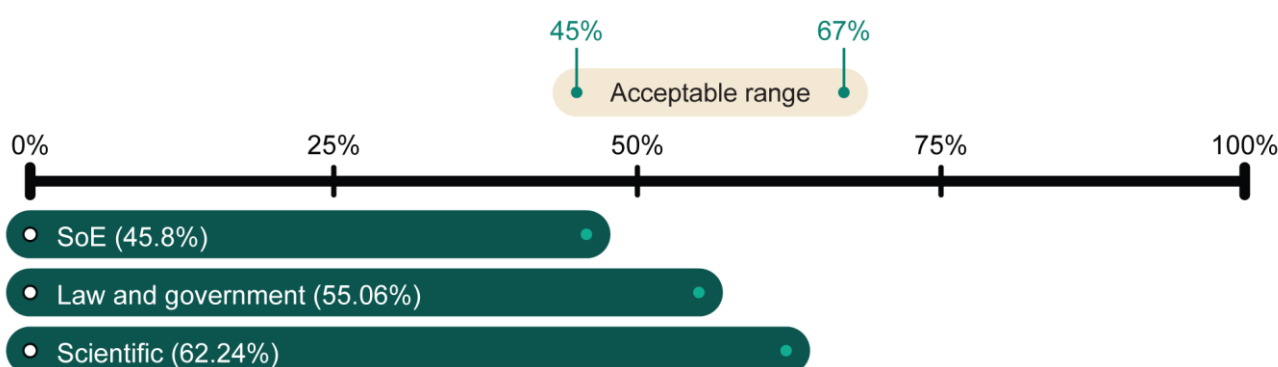 45% 67%
Acceptable range
0% 25% 50% 75% 100%
SoE (45.8%)
Law and government (55.06%)
Scientific (62.24%)